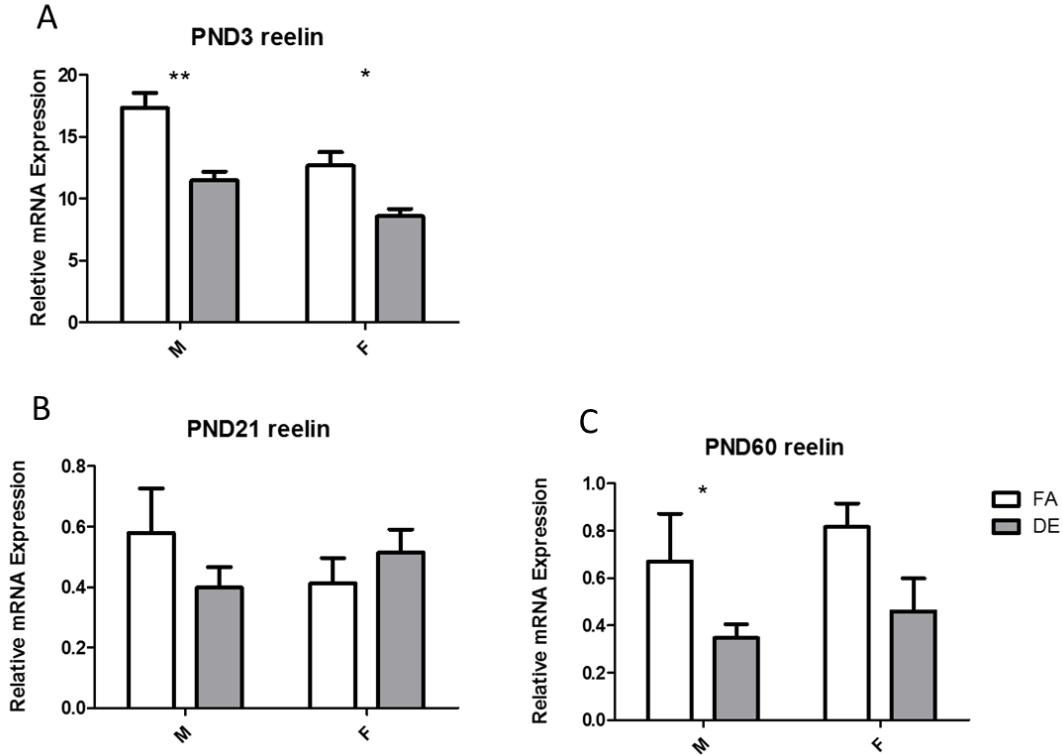 A
PND3 reelin
Reletive mRNA Expression
20
15
10
5
0
**
*
M
F
B
PND21 reelin
Relative mRNA Expression
0.8
0.6
0.4
0.2
0.0
M
F
C
PND60 reelin
Relative mRNA Expression
1.0
0.8
0.6
0.4
0.2
0.0
*
M
F
FA
DE